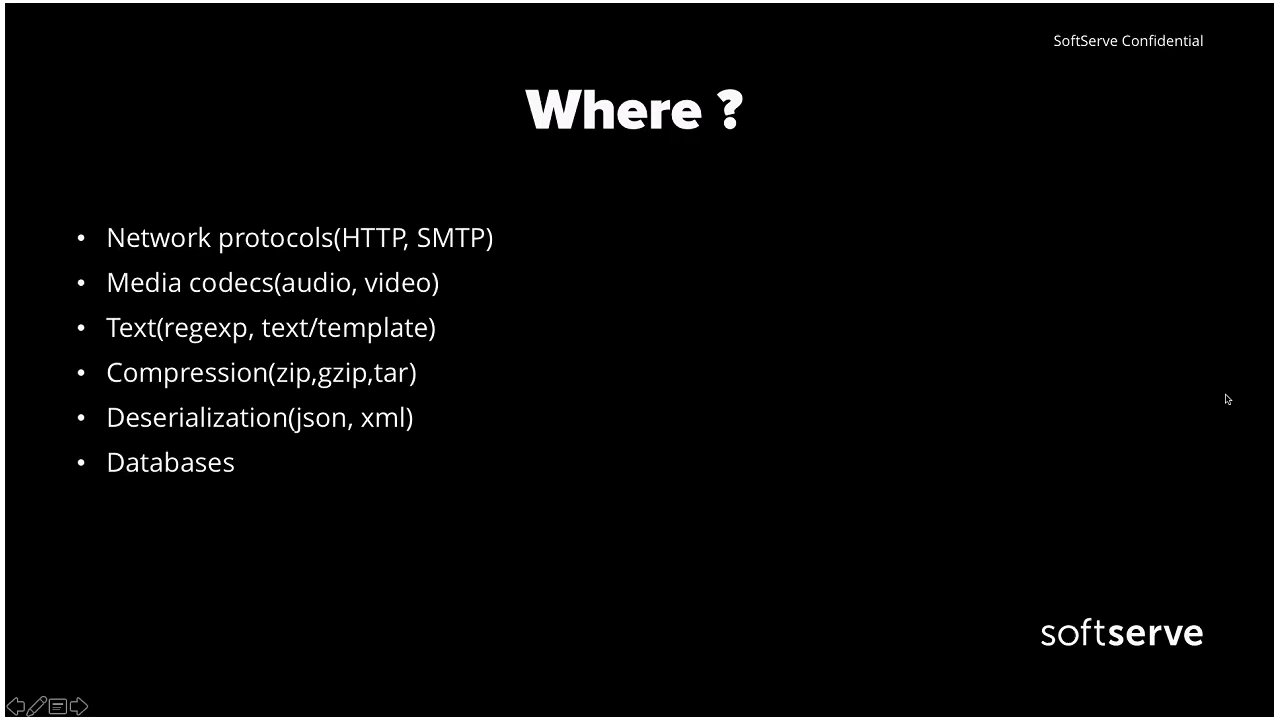 SoftServe Confidential
Where ?
• Network protocols(HTTP, SMTP)
• Media codecs(audio, video)
• Text(regexp, text/template)
• Compression(zip,gzip,tar)
• Deserialization(json, xml)
• Databases
softserve